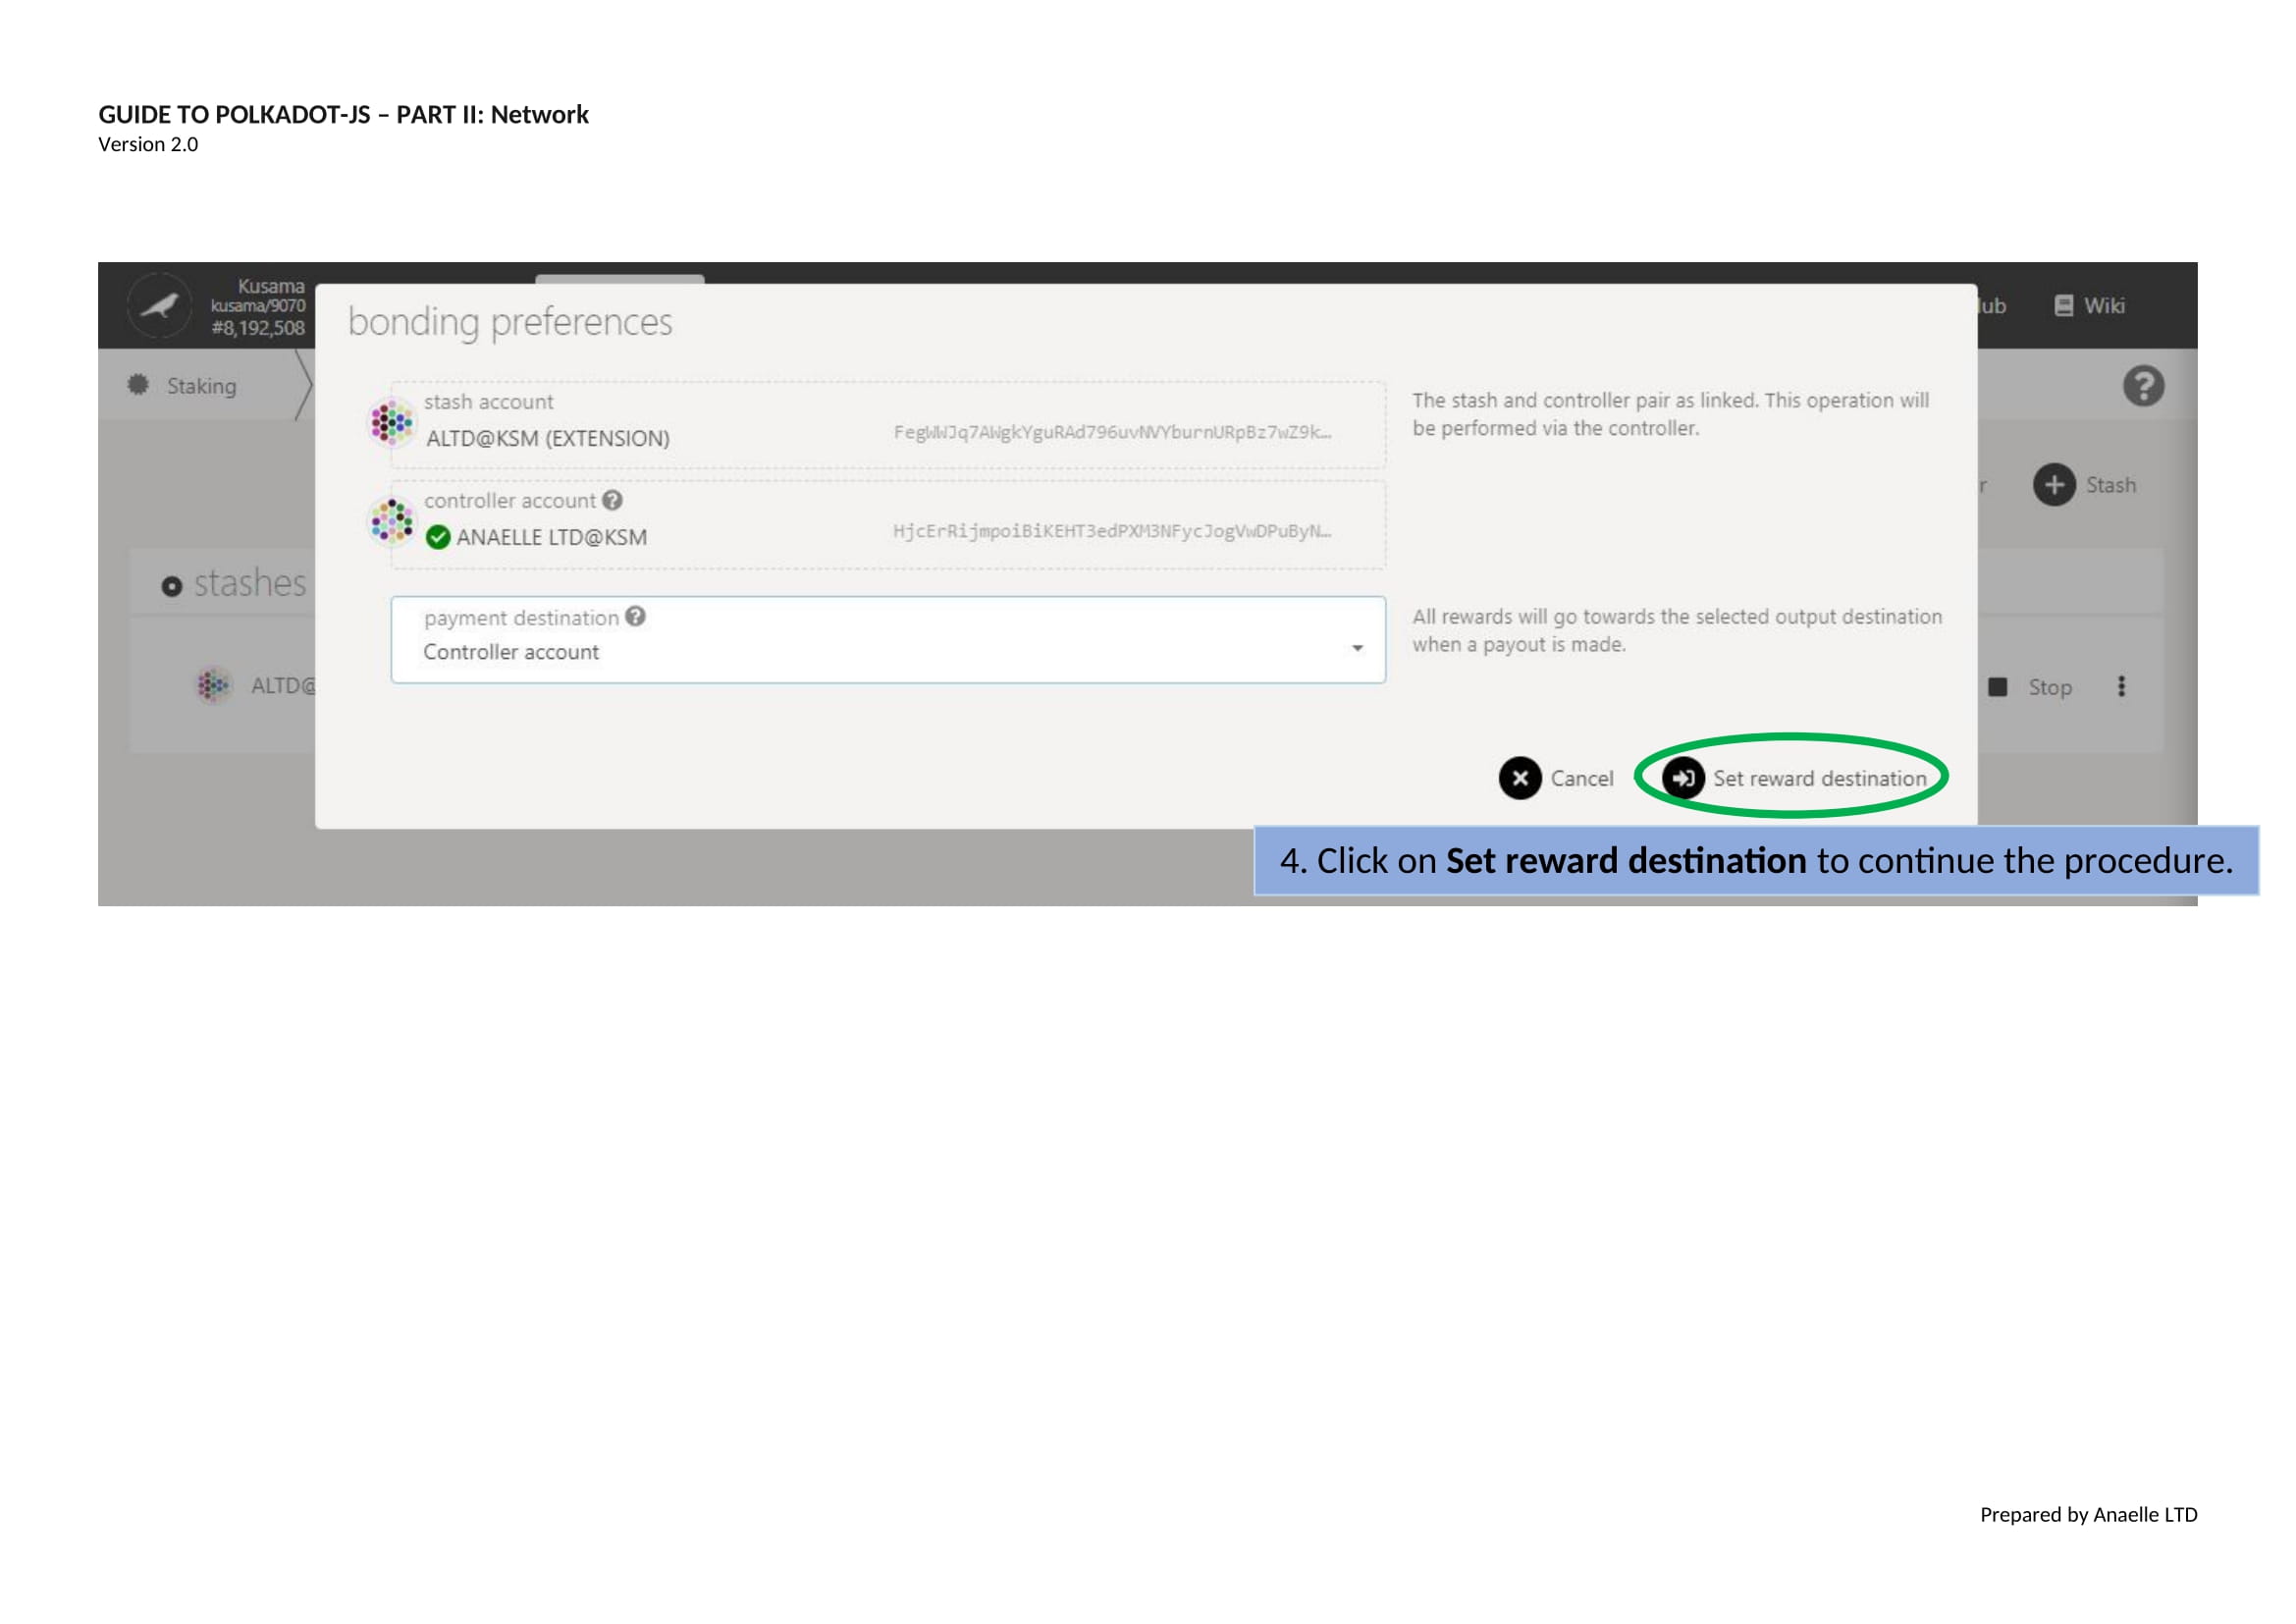 GUIDE TO POLKADOT-JS – PART II: Network
Version 2.0
Kusama
kusama/9070
#8,192,508
bonding preferences
Wiki
Staking
stash account
ALTD@KSM (EXTENSION)
FegWWJq7AWgkYguRAd796uvNVYburnURpBz7wZ9k…
The stash and controller pair as linked. This operation will
be performed via the controller.
Stash
controller account
ANAELLE LTD@KSM
HjcErRijmpoiBiKEHT3edPXM3NFycJogVwDPuByN…
stashes
payment destination
Controller account
All rewards will go towards the selected output destination
when a payout is made.
ALTD@
Stop
Cancel
Set reward destination
4. Click on Set reward destination to continue the procedure.
Prepared by Anaelle LTD